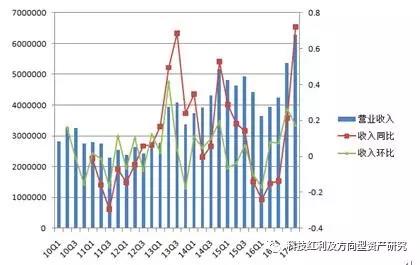 7000000
6000000
5000000
4000000
3000000
2000000
1000000
0
0.8
0.6
0.4
0.2
0
-0.2
-0.4
营业收入
收入同比
收入环比
10Q1
10Q3
11Q1
11Q3
12Q1
12Q3
13Q1
13Q3
14Q1
14Q3
15Q1
15Q3
16Q1
科技红利及方向型资产研究